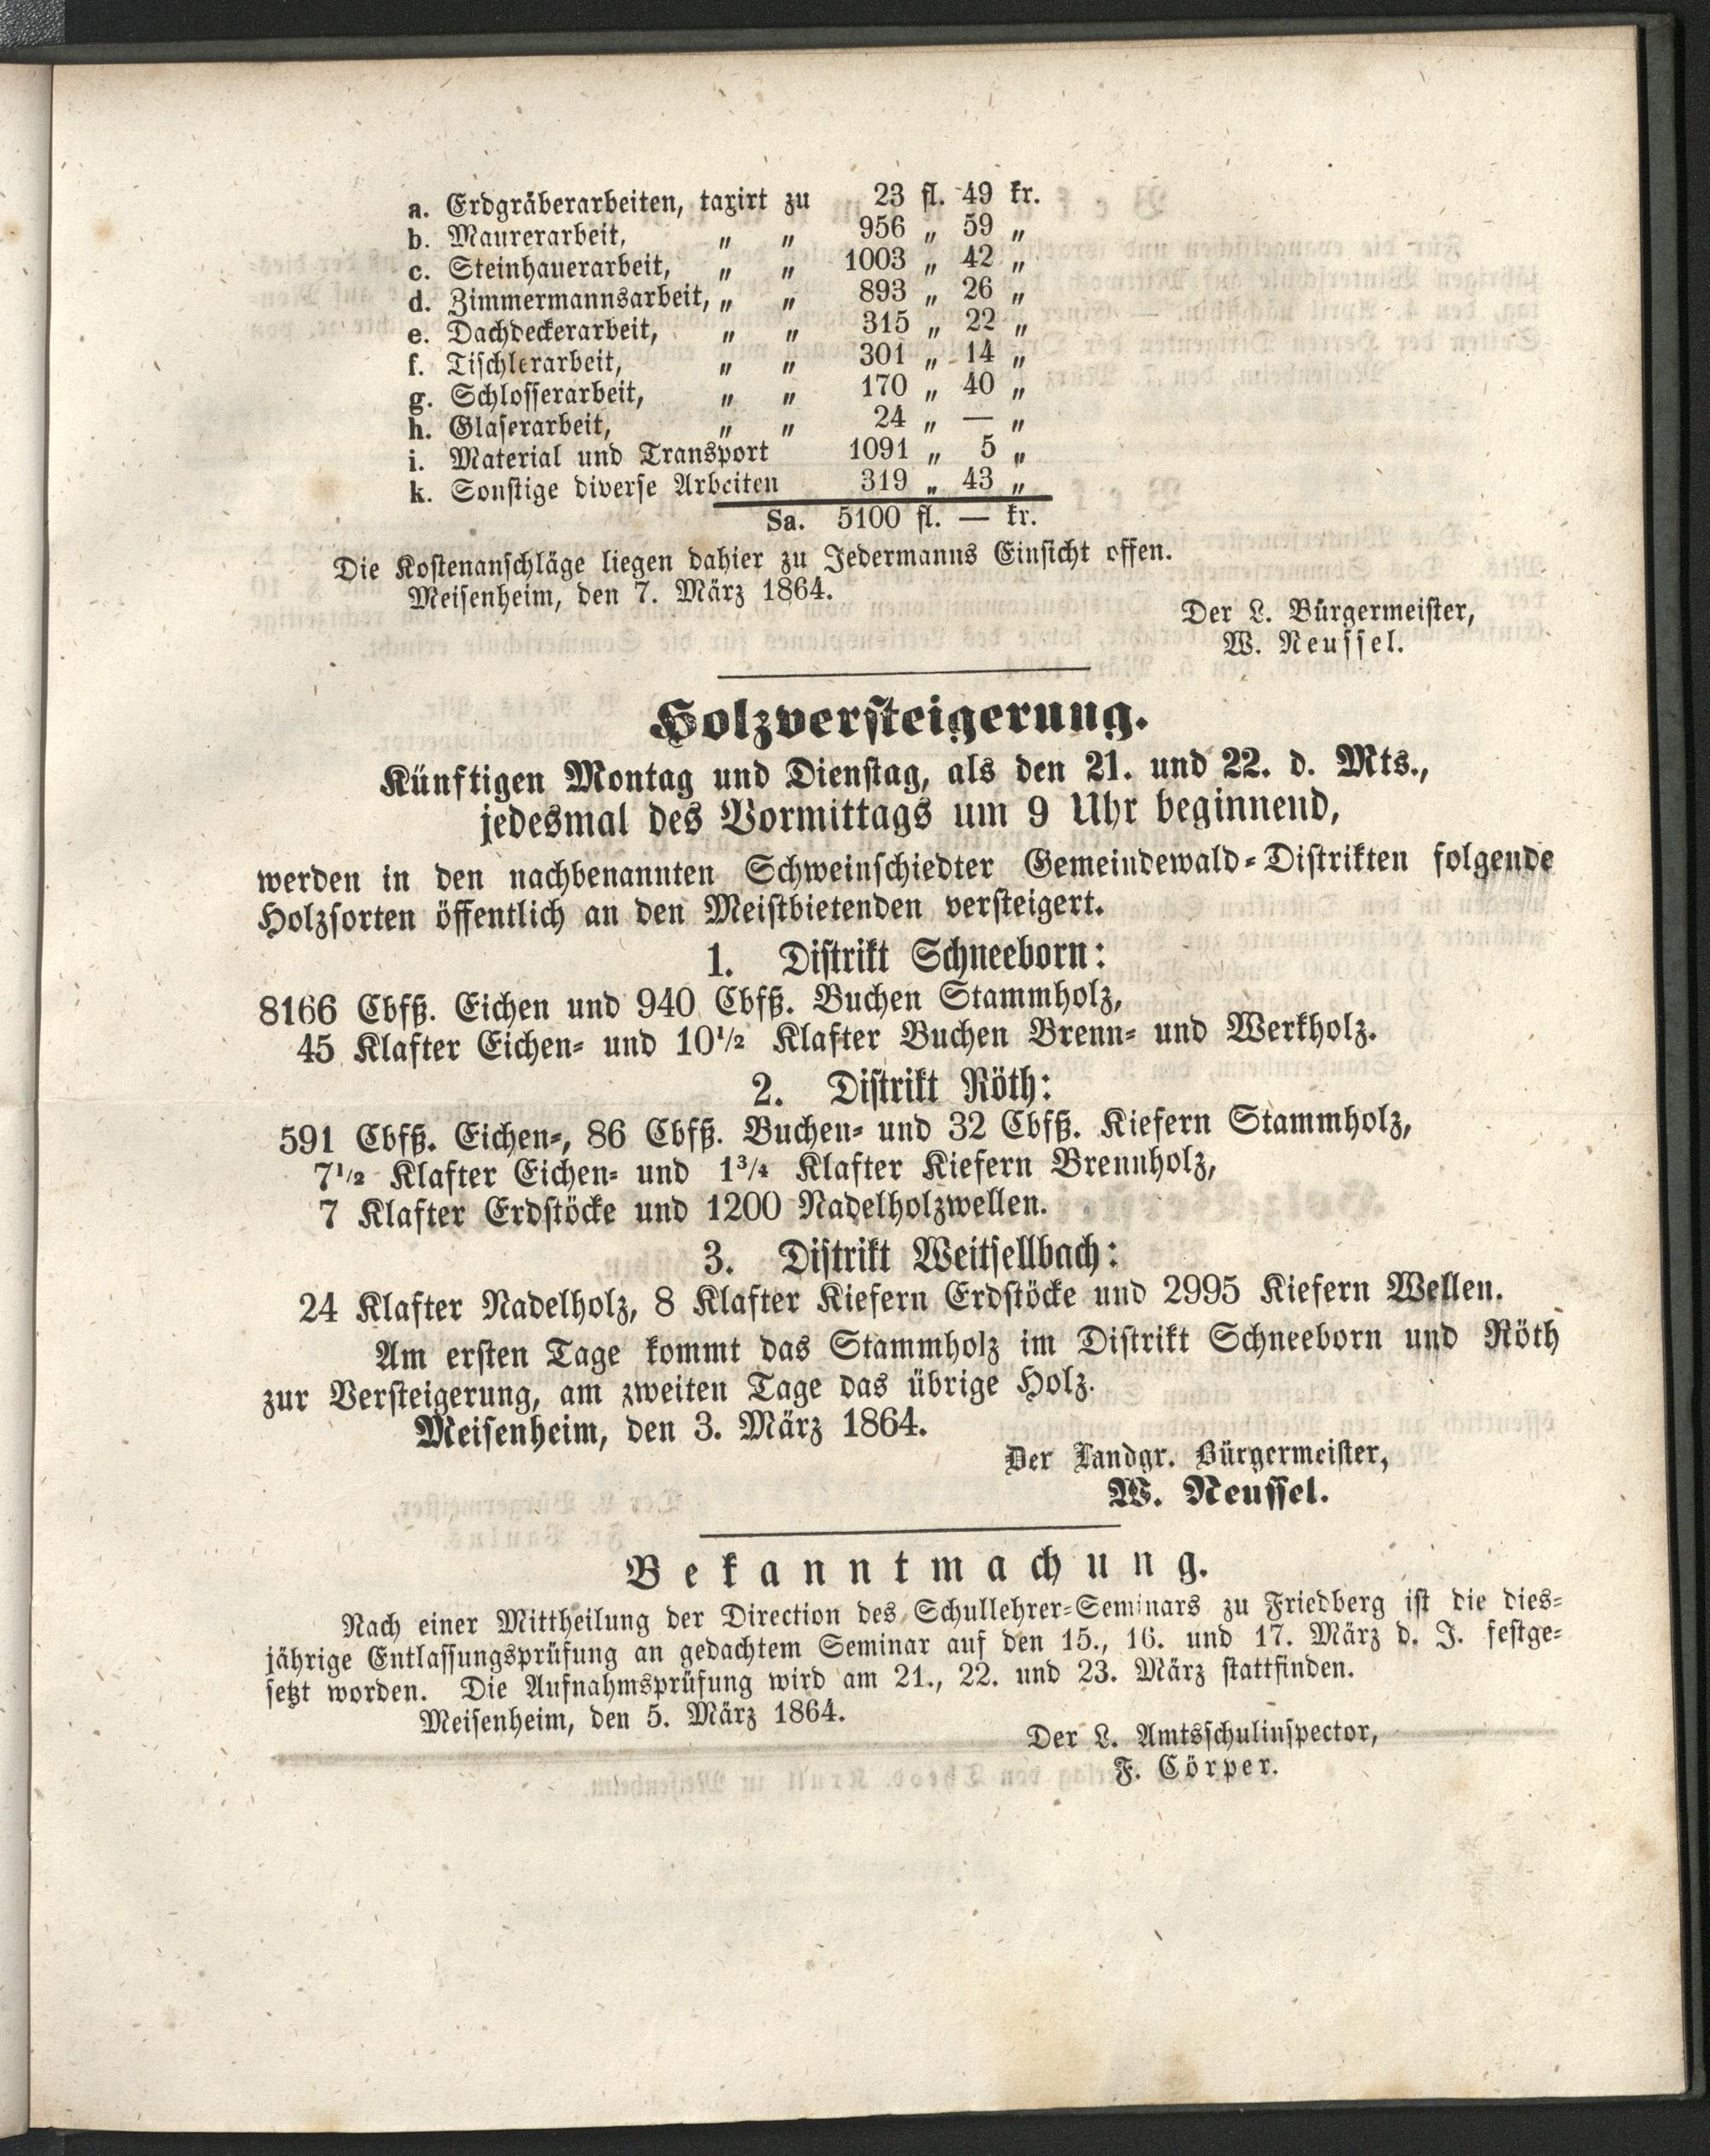 a. Erdgräberarbeiten, taxirt zu 23 fl. 49 kr.
b. Maurerarbeit, „ „ 956 „ 59 „
c. Steinhauerarbeit, „ „ 1003 „ 42 „
d. Zimmermannsarbeit, „ „ 893 „ 26 „
e. Dachdeckerarbeit, „ „ 315 „ 22 „
f. Tischlerarbeit, „ „ 301 „ 14 „
g. Schlosserarbeit, „ „ 170 „ 40 „
h. Glaserarbeit, „ „ 24 „ — „
i. Material und Transport 1091 „ 5 „
k. Sonstige diverse Arbeiten 319 „ 43 „
Sa. 5100 fl. — kr.
Die Kostenanschläge liegen dahier zu Jedermanns Einsicht offen.
Meisenheim, den 7. März 1864.
Der L. Bürgermeister,
W. Neussel.
Holzversteigerung.
Künftigen Montag und Dienstag, als den 21. und 22. d. Mts.,
jedesmal des Vormittags um 9 Uhr beginnend,
werden in den nachbenannten Schweinschiedter Gemeindewald-Distrikten folgende
Holzsorten öffentlich an den Meistbietenden versteigert.
1. Distrikt Schneeborn:
8166 Cbfß. Eichen und 940 Cbfß. Buchen Stammholz,
45 Klafter Eichen- und 10½ Klafter Buchen Brenn- und Werkholz.
2. Distrikt Röth:
591 Cbfß. Eichen-, 86 Cbfß. Buchen- und 32 Cbfß. Kiefern Stammholz,
7½ Klafter Eichen- und 1¾ Klafter Kiefern Brennholz,
7 Klafter Erdstöcke und 1200 Nadelholzwellen.
3. Distrikt Weitsellbach:
24 Klafter Nadelholz, 8 Klafter Kiefern Erdstöcke und 2995 Kiefern Wellen.
Am ersten Tage kommt das Stammholz im Distrikt Schneeborn und Röth
zur Versteigerung, am zweiten Tage das übrige Holz.
Meisenheim, den 3. März 1864.
Der Landgr. Bürgermeister,
W. Neussel.
Bekanntmachung.
Nach einer Mittheilung der Direction des Schullehrer-Seminars zu Friedberg ist die dies-
jährige Entlassungsprüfung an gedachtem Seminar auf den 15., 16. und 17. März d. J. festge-
setzt worden. Die Aufnahmsprüfung wird am 21., 22. und 23. März stattfinden.
Meisenheim, den 5. März 1864.
Der L. Amtsschulinspector,
F. Cörper.